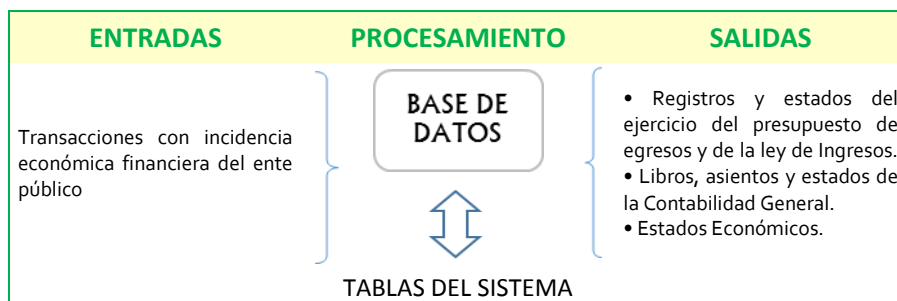 ENTRADAS
PROCESAMIENTO
SALIDAS
Transacciones con incidencia
económica financiera del ente
público
BASE DE
DATOS
TABLAS DEL SISTEMA
• Registros y estados del
ejercicio del presupuesto de
egresos y de la ley de Ingresos.
• Libros, asientos y estados de
la Contabilidad General.
• Estados Económicos.